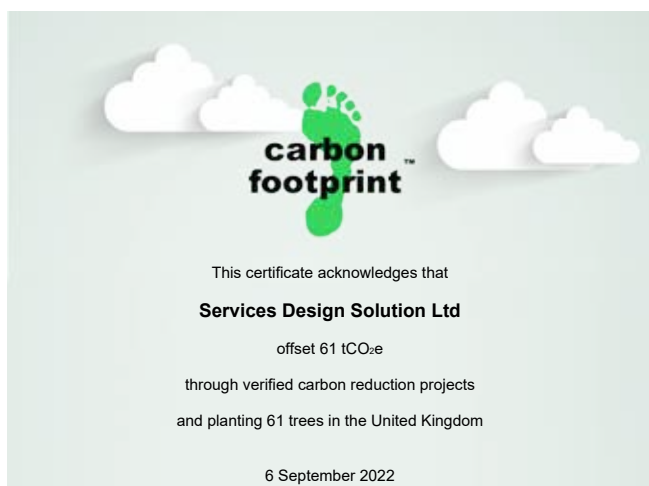 carbon ™
footprint
This certificate acknowledges that
Services Design Solution Ltd
offset 61 tCO₂e
through verified carbon reduction projects
and planting 61 trees in the United Kingdom
6 September 2022